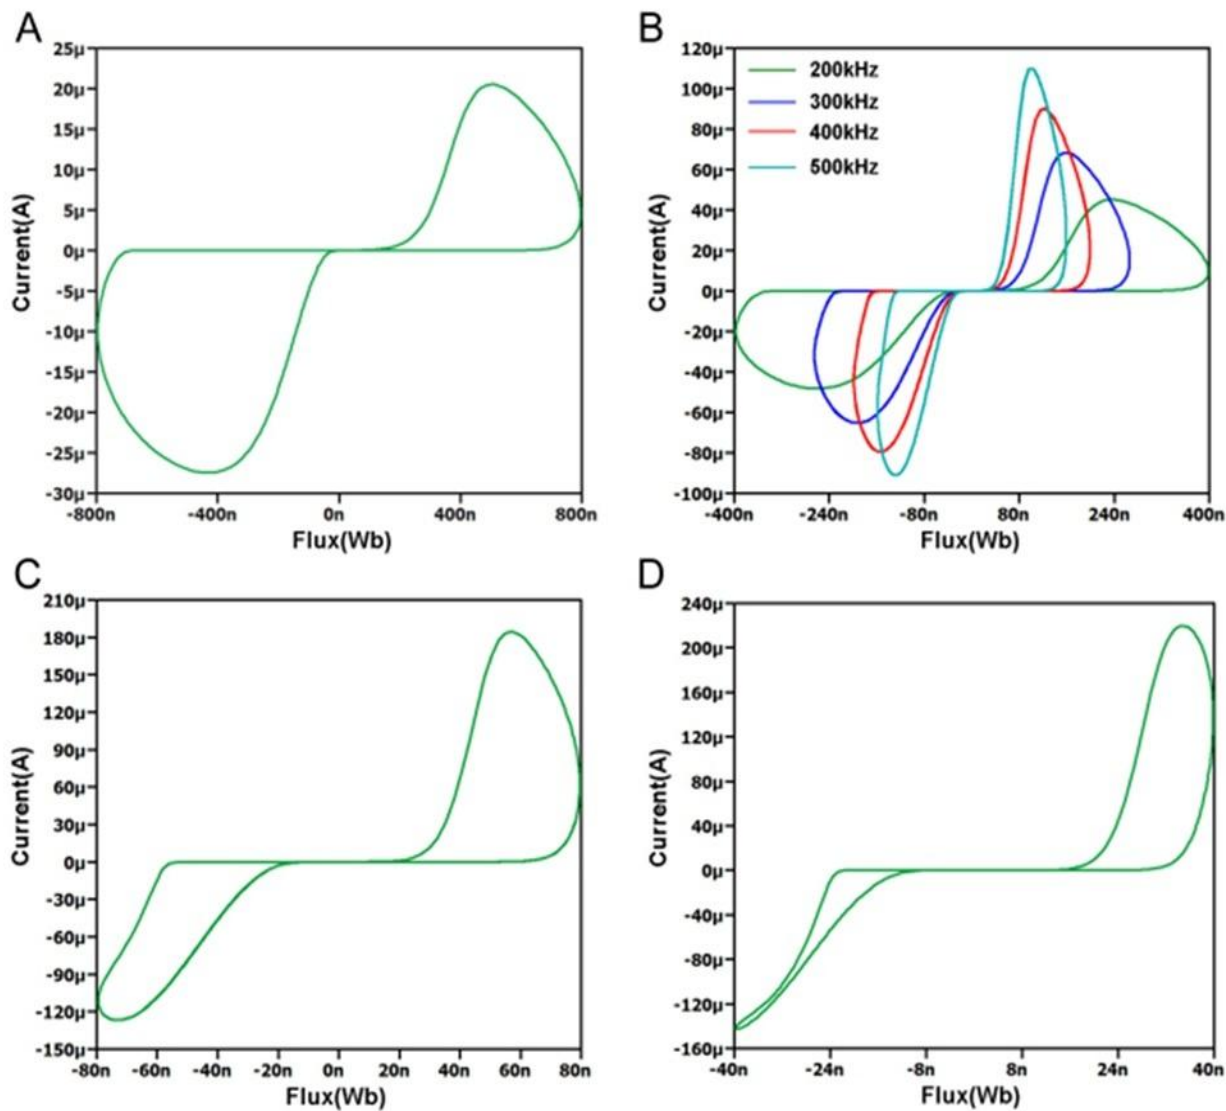 A
25μ
20μ
15μ
10μ
5μ
0μ
-5μ
-10μ
-15μ
-20μ
-25μ
-30μ
Current(A)
-800n -400n 0n 400n 800n
Flux(Wb)
B
120μ
100μ
80μ
60μ
40μ
20μ
0μ
-20μ
-40μ
-60μ
-80μ
-100μ
Current(A)
200kHz
300kHz
400kHz
500kHz
-400n -240n -80n 80n 240n 400n
Flux(Wb)
C
210μ
180μ
150μ
120μ
90μ
60μ
30μ
0μ
-30μ
-60μ
-90μ
-120μ
-150μ
Current(A)
-80n -60n -40n -20n 0n 20n 40n 60n 80n
Flux(Wb)
D
240μ
200μ
160μ
120μ
80μ
40μ
0μ
-40μ
-80μ
-120μ
-160μ
Current(A)
-40n -24n -8n 8n 24n 40n
Flux(Wb)